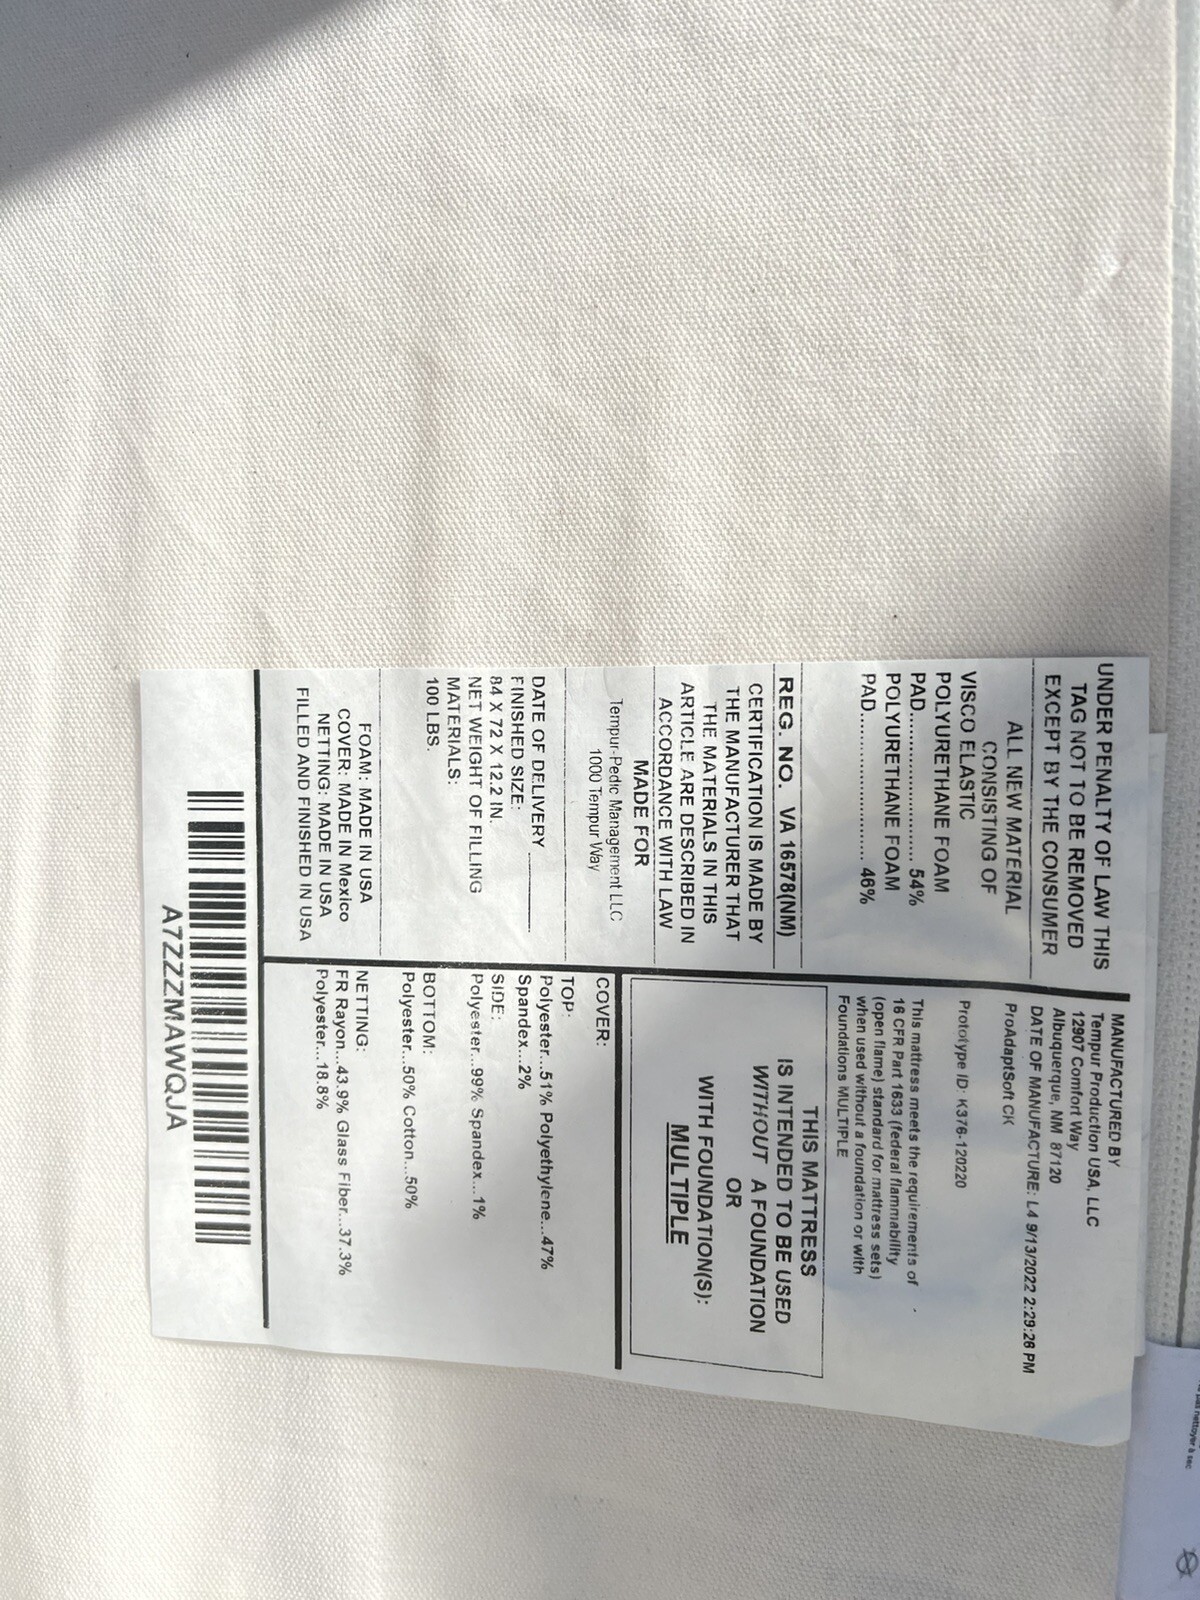 UNDER PENALTY OF LAW THIS
TAG NOT TO BE REMOVED
EXCEPT BY THE CONSUMER
ALL NEW MATERIAL
CONSISTING OF
VISCO ELASTIC
POLYURETHANE FOAM
PAD................... 54%
POLYURETHANE FOAM
PAD................... 46%
REG. NO. VA 16578(NM)
CERTIFICATION IS MADE BY
THE MANUFACTURER THAT
THE MATERIALS IN THIS
ARTICLE ARE DESCRIBED IN
ACCORDANCE WITH LAW
MADE FOR
Tempur-Pedic Management LLC
1000 Tempur Way
DATE OF DELIVERY
FINISHED SIZE:
84 X 72 X 12.2 IN.
NET WEIGHT OF FILLING
MATERIALS:
100 LBS.
FOAM: MADE IN USA
COVER: MADE IN Mexico
NETTING: MADE IN USA
FILLED AND FINISHED IN USA
MANUFACTURED BY
Tempur Production USA, LLC
12907 Comfort Way
Albuquerque, NM 87120
DATE OF MANUFACTURE: L4 9/13/2022 2:29:26 PM
ProAdaptSoft CK
Prototype ID: K376-120220
This mattress meets the requirements of
16 CFR Part 1633 (federal flammability
(open flame) standard for mattress sets)
when used without a foundation or with
Foundations MULTIPLE
THIS MATTRESS
IS INTENDED TO BE USED
WITHOUT A FOUNDATION
OR
WITH FOUNDATION(S):
MULTIPLE
COVER:
TOP:
Polyester...51% Polyethylene...47%
Spandex...2%
SIDE:
Polyester...99% Spandex...1%
BOTTOM:
Polyester...50% Cotton...50%
NETTING:
FR Rayon...43.9% Glass Fiber...37.3%
Polyester...18.8%
A7ZZZMAWQJA
pas nettoyer à sec